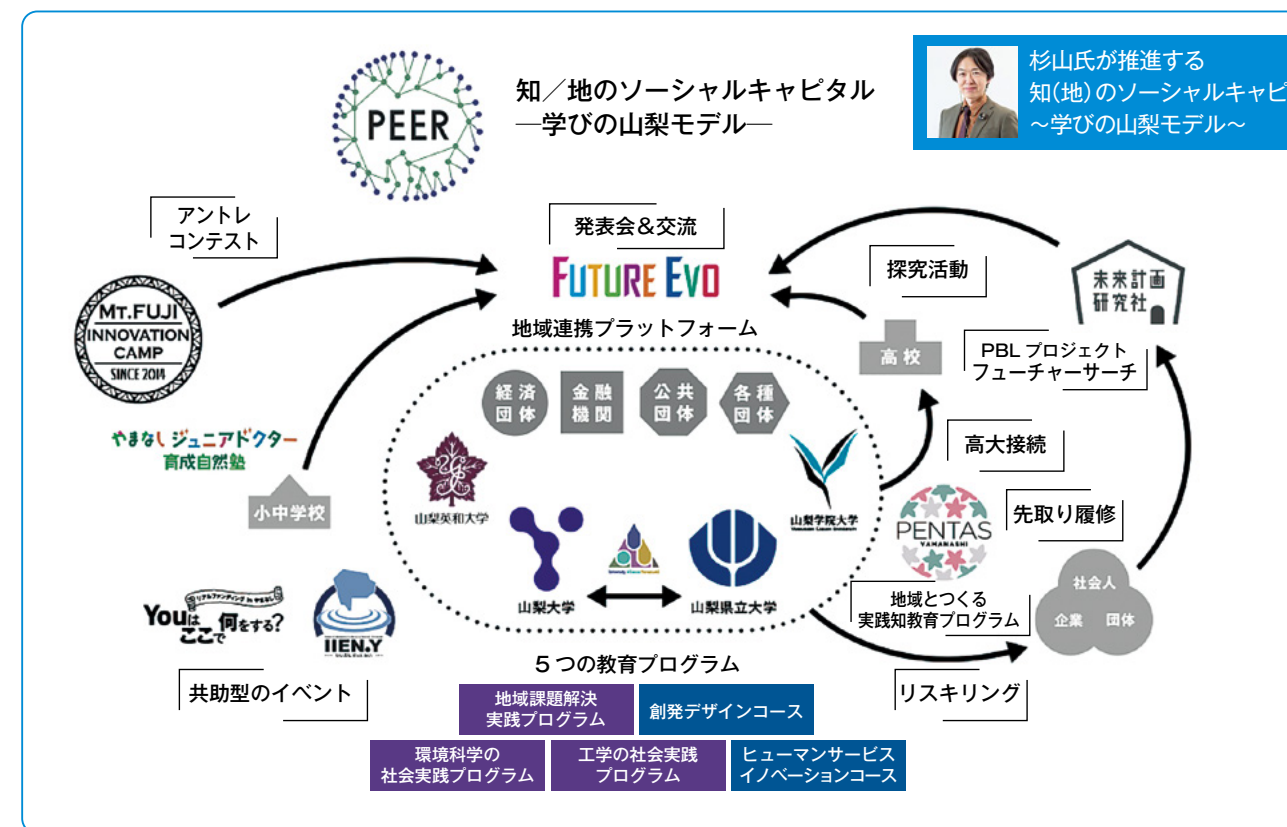 PEER
知／地のソーシャルキャピタル
―学びの山梨モデル―
杉山氏が推進する
知(地)のソーシャルキャピ
～学びの山梨モデル～
アントレ
コンテスト
発表会＆交流
FUTURE EVO
地域連携プラットフォーム
探究活動
未来計画
研究社
MT.FUJI
INNOVATION
CAMP
SINCE 2014
高校
PBL プロジェクト
フューチャーサーチ
経済
団体
金融
機関
公共
団体
各種
団体
やまなし ジュニアドクター
育成自然塾
小中学校
高大接続
山梨英和大学
山梨学院大学
PENTAS
YAMANASHI
先取り履修
山梨大学
山梨県立大学
社会人
企業
団体
地域とつくる
実践知教育プログラム
リアルファンディング in やまなし
Youは
ここで
何をする?
IIEN.Y
共助型のイベント
リスキリング
5つの教育プログラム
地域課題解決
実践プログラム
創発デザインコース
環境科学の
社会実践プログラム
工学の社会実践
プログラム
ヒューマンサービス
イノベーションコース